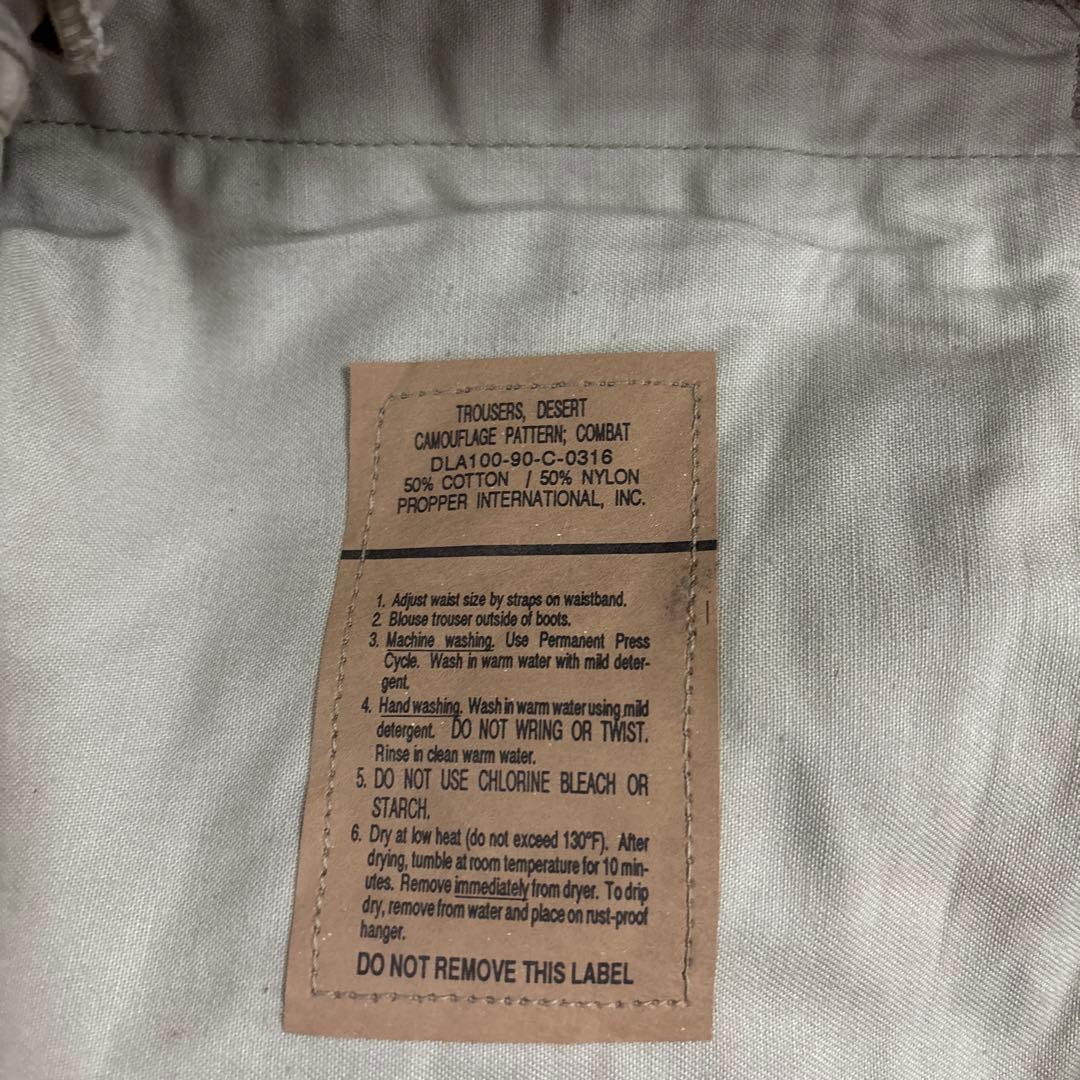 TROUSERS, DESERT
CAMOUFLAGE PATTERN; COMBAT
DLA100-90-C-0316
50% COTTON / 50% NYLON
PROPPER INTERNATIONAL, INC.
1. Adjust waist size by straps on waistband.
2. Blouse trouser outside of boots.
3. Machine washing. Use Permanent Press
Cycle. Wash in warm water with mild deter-
gent.
4. Hand washing. Wash in warm water using mild
detergent. DO NOT WRING OR TWIST.
Rinse in clean warm water.
5. DO NOT USE CHLORINE BLEACH OR
STARCH.
6. Dry at low heat (do not exceed 130°F). After
drying, tumble at room temperature for 10 min-
utes. Remove immediately from dryer. To drip
dry, remove from water and place on rust-proof
hanger.
DO NOT REMOVE THIS LABEL